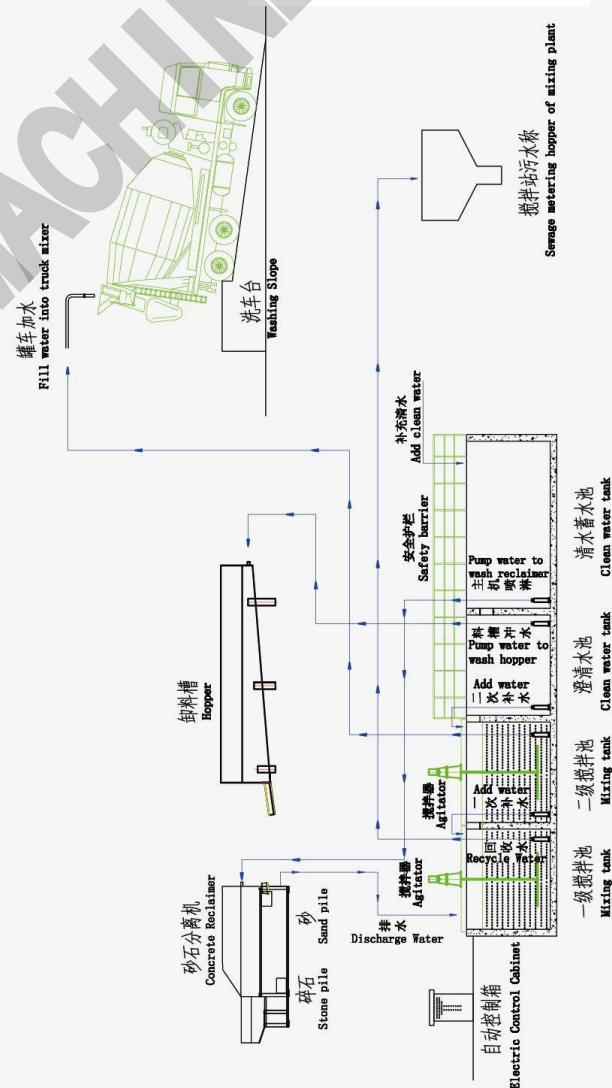 MACHINE
罐车加水
Fill water into truck mixer
洗车台
Washing Slope
搅拌站污水称
Sewage metering hopper of mixing plant
卸料槽
Hopper
砂石分离机
Concrete Reclaimer
砂
Sand pile
碎石
Stone pile
补充清水
Add clean water
安全护栏
Safety barrier
Pump water to
wash reclaimer
主机喷淋
料槽冲水
Pump water to
wash hopper
Add water
二次补水
搅拌器
Agitator
Add water
一次补水
回收水
Recycle Water
搅拌器
Agitator
排水
Discharge Water
清水蓄水池
Clean water tank
澄清水池
Clean water tank
二级搅拌池
Mixing tank
一级搅拌池
Mixing tank
自动控制箱
Electric Control Cabinet